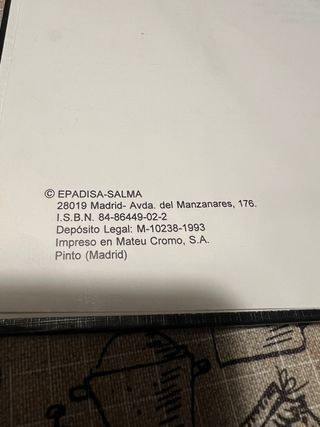 © EPADISA-SALMA
28019 Madrid- Avda. del Manzanares, 176.
I.S.B.N. 84-86449-02-2
Depósito Legal: M-10238-1993
Impreso en Mateu Cromo, S.A.
Pinto (Madrid)